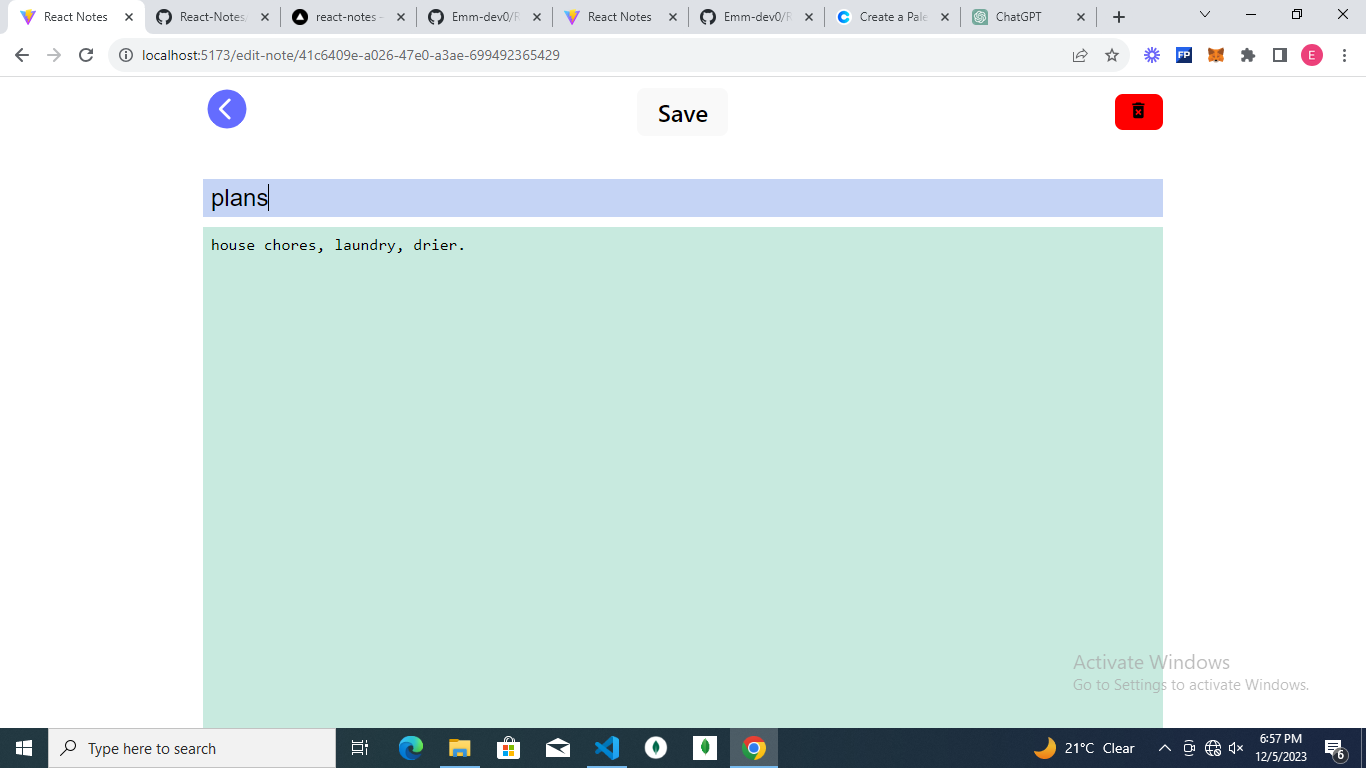 React Notes
React-Notes
react-notes -
Emm-dev0/R
React Notes
Emm-dev0/R
Create a Pale
ChatGPT
localhost:5173/edit-note/41c6409e-a026-47e0-a3ae-699492365429
FP
E
Save
plans
house chores, laundry, drier.
Activate Windows
Go to Settings to activate Windows.
Type here to search
21°C Clear
6:57 PM
12/5/2023
6